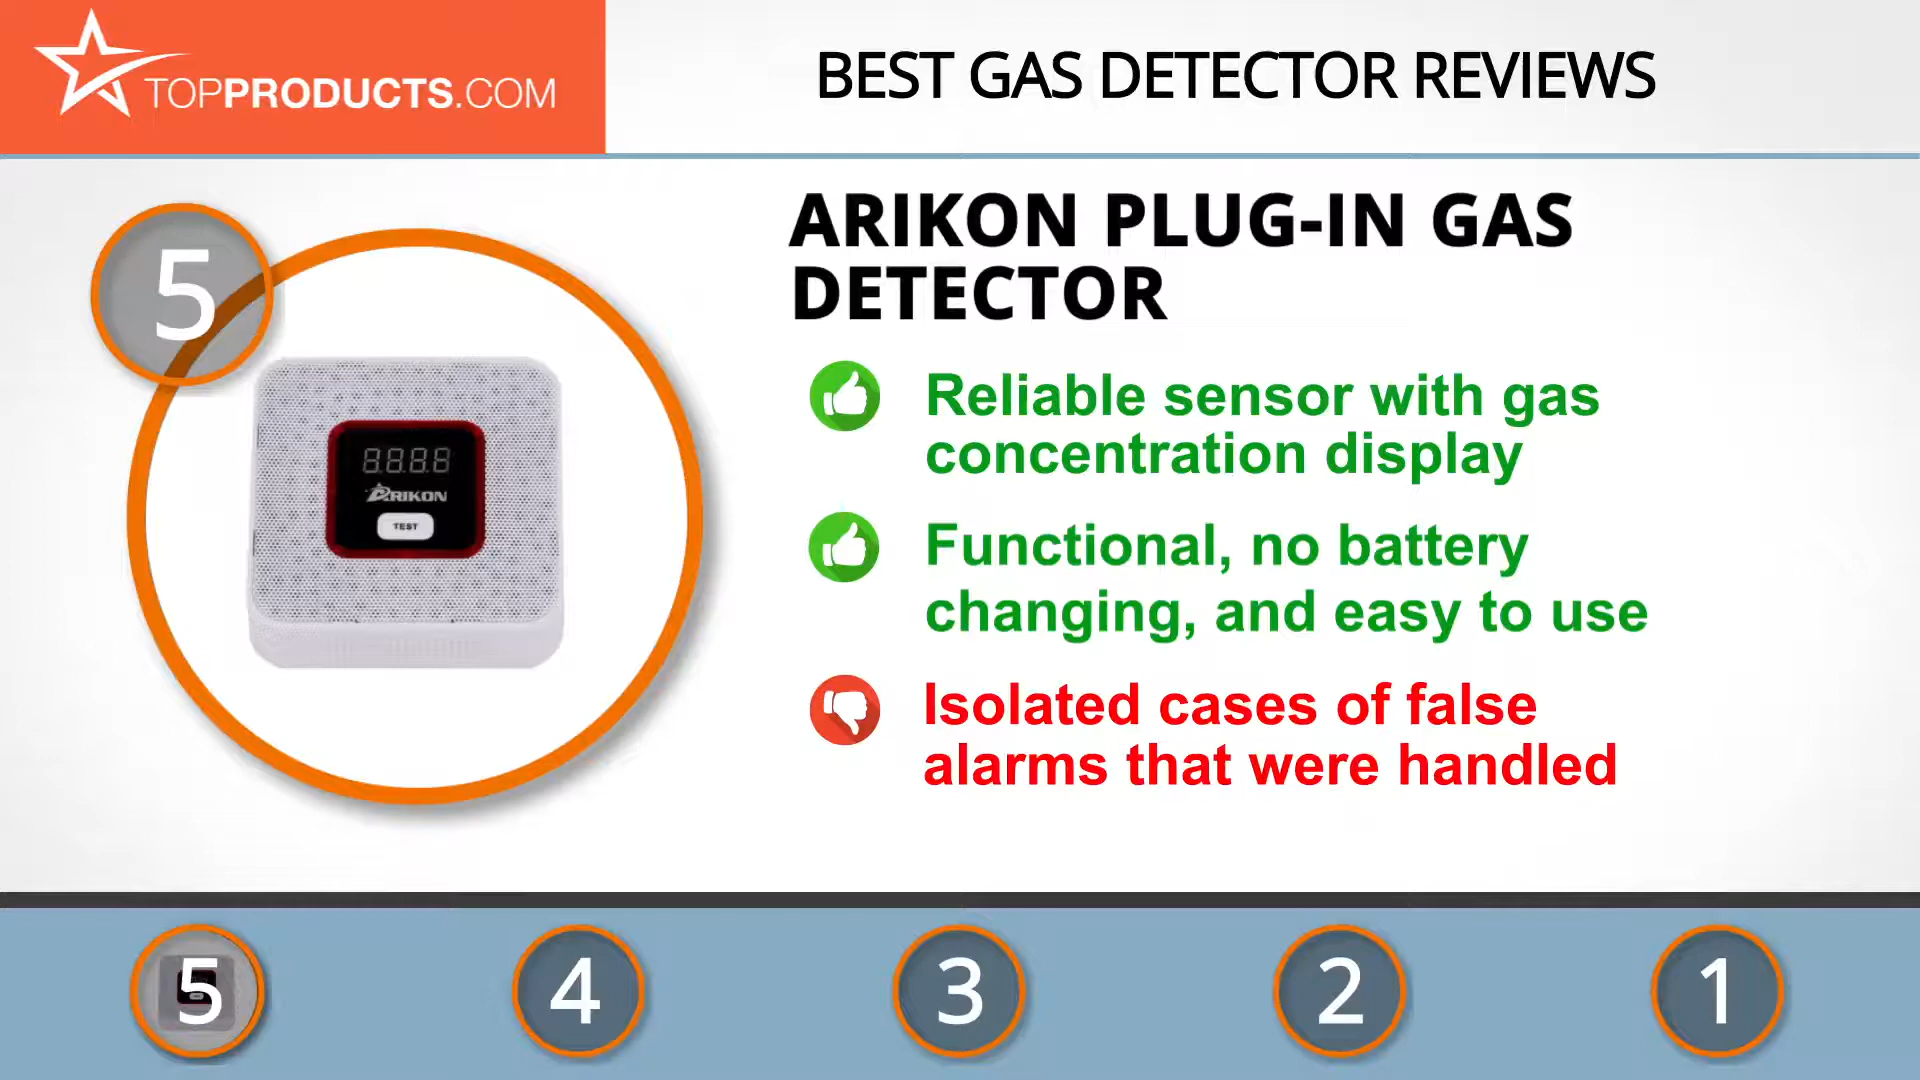 TOPPRODUCTS.COM
BEST GAS DETECTOR REVIEWS
5
ARIKON PLUG-IN GAS
DETECTOR
8.8.8.8
ARIKON
TEST
Reliable sensor with gas
concentration display
Functional, no battery
changing, and easy to use
Isolated cases of false
alarms that were handled
5
4
3
2
1